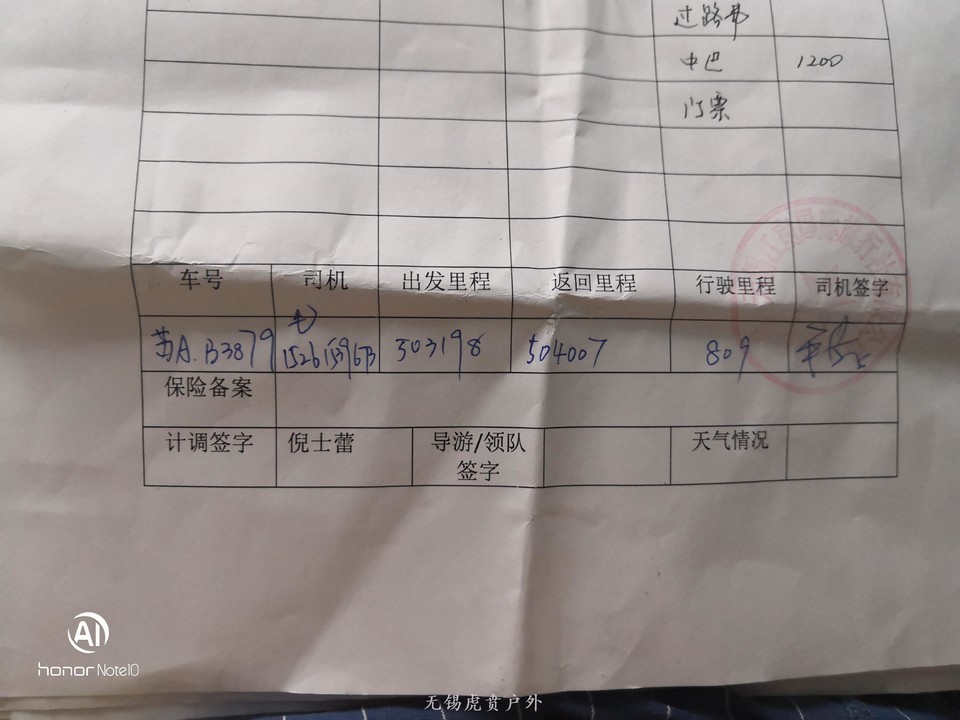 过路费
中巴 1200
门票
车号 司机 出发里程 返回里程 行驶里程 司机签字
苏A.B3879 503198 504007 809
保险备案
计调签字 倪士蕾 导游/领队 天气情况
签字
AI
honor Note10
无锡虎贲户外